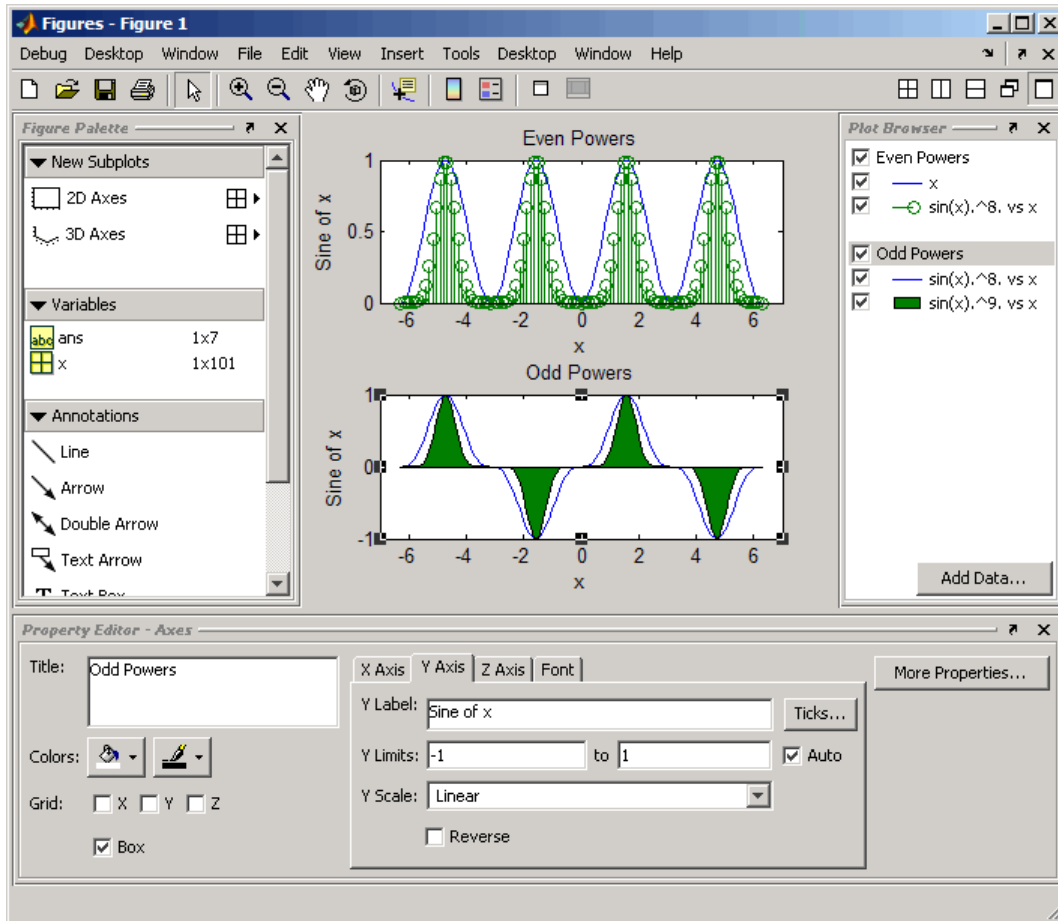 Figures - Figure 1
Debug Desktop Window File Edit View Insert Tools Desktop Window Help
Figure Palette
New Subplots
2D Axes
3D Axes
Variables
abc ans 1x7
x 1x101
Annotations
Line
Arrow
Double Arrow
Text Arrow
T Text Box
Even Powers
Sine of x
1
0.5
0
-6 -4 -2 0 2 4 6
x
Odd Powers
Sine of x
1
0
-1
-6 -4 -2 0 2 4 6
x
Plot Browser
Even Powers
x
sin(x).^8. vs x
Odd Powers
sin(x).^8. vs x
sin(x).^9. vs x
Add Data...
Property Editor - Axes
Title: Odd Powers
Colors:
Grid: X Y Z
Box
X Axis Y Axis Z Axis Font
Y Label: Sine of x Ticks...
Y Limits: -1 to 1 Auto
Y Scale: Linear
Reverse
More Properties...